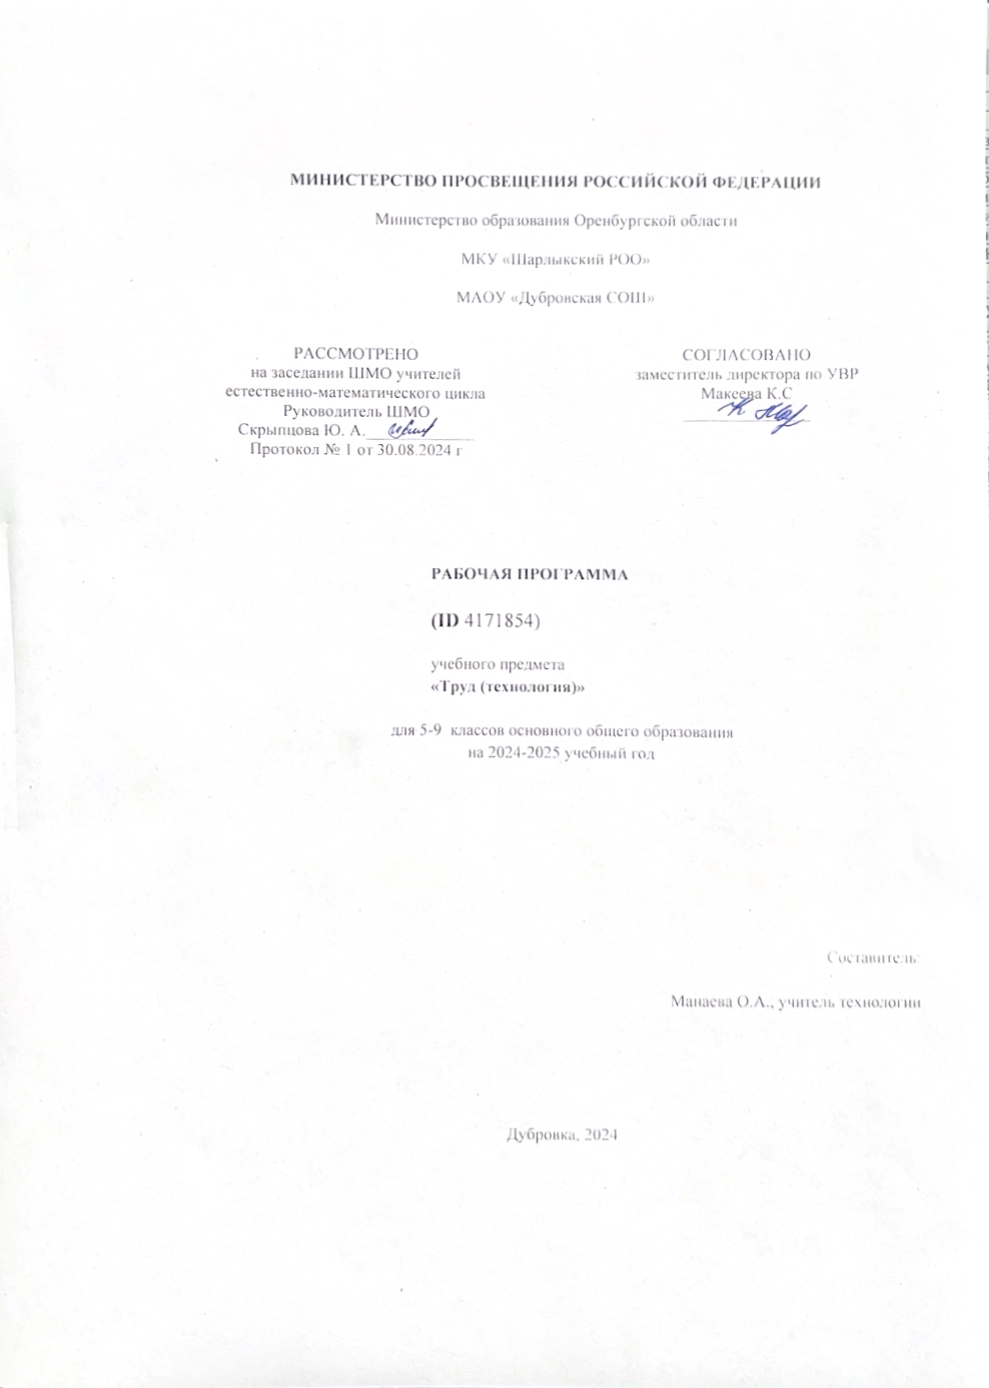 МИНИСТЕРСТВО ПРОСВЕЩЕНИЯ РОССИЙСКОЙ ФЕДЕРАЦИИ
Министерство образования Оренбургской области
МКУ «Шарлыкский РОО»
МАОУ «Дубровская СОШ»
РАССМОТРЕНО
на заседании ШМО учителей
естественно-математического цикла
Руководитель ШМО
Скрыпцова Ю. А.
Протокол № 1 от 30.08.2024 г
СОГЛАСОВАНО
заместитель директора по УВР
Макеева К.С
РАБОЧАЯ ПРОГРАММА
(ID 4171854)
учебного предмета
«Труд (технология)»
для 5-9 классов основного общего образования
на 2024-2025 учебный год
Составитель:
Манаева О.А., учитель технологии
Дубровка, 2024